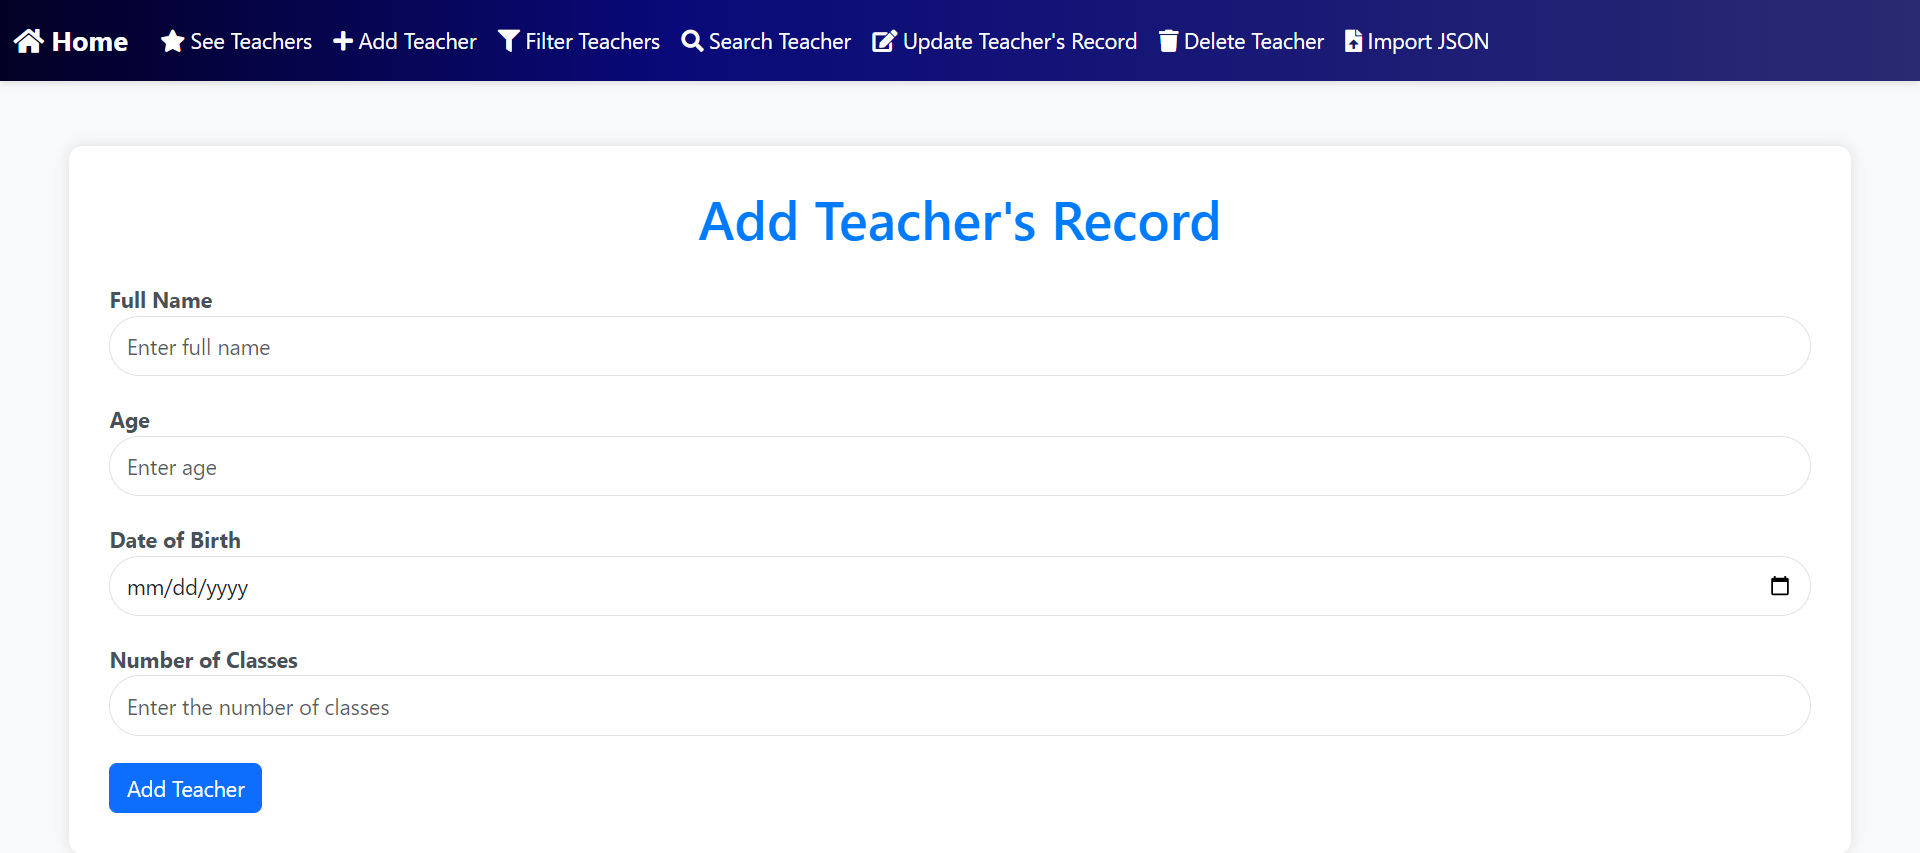 Home See Teachers Add Teacher Filter Teachers Search Teacher Update Teacher's Record Delete Teacher Import JSON
Add Teacher's Record
Full Name
Enter full name
Age
Enter age
Date of Birth
mm/dd/yyyy
Number of Classes
Enter the number of classes
Add Teacher